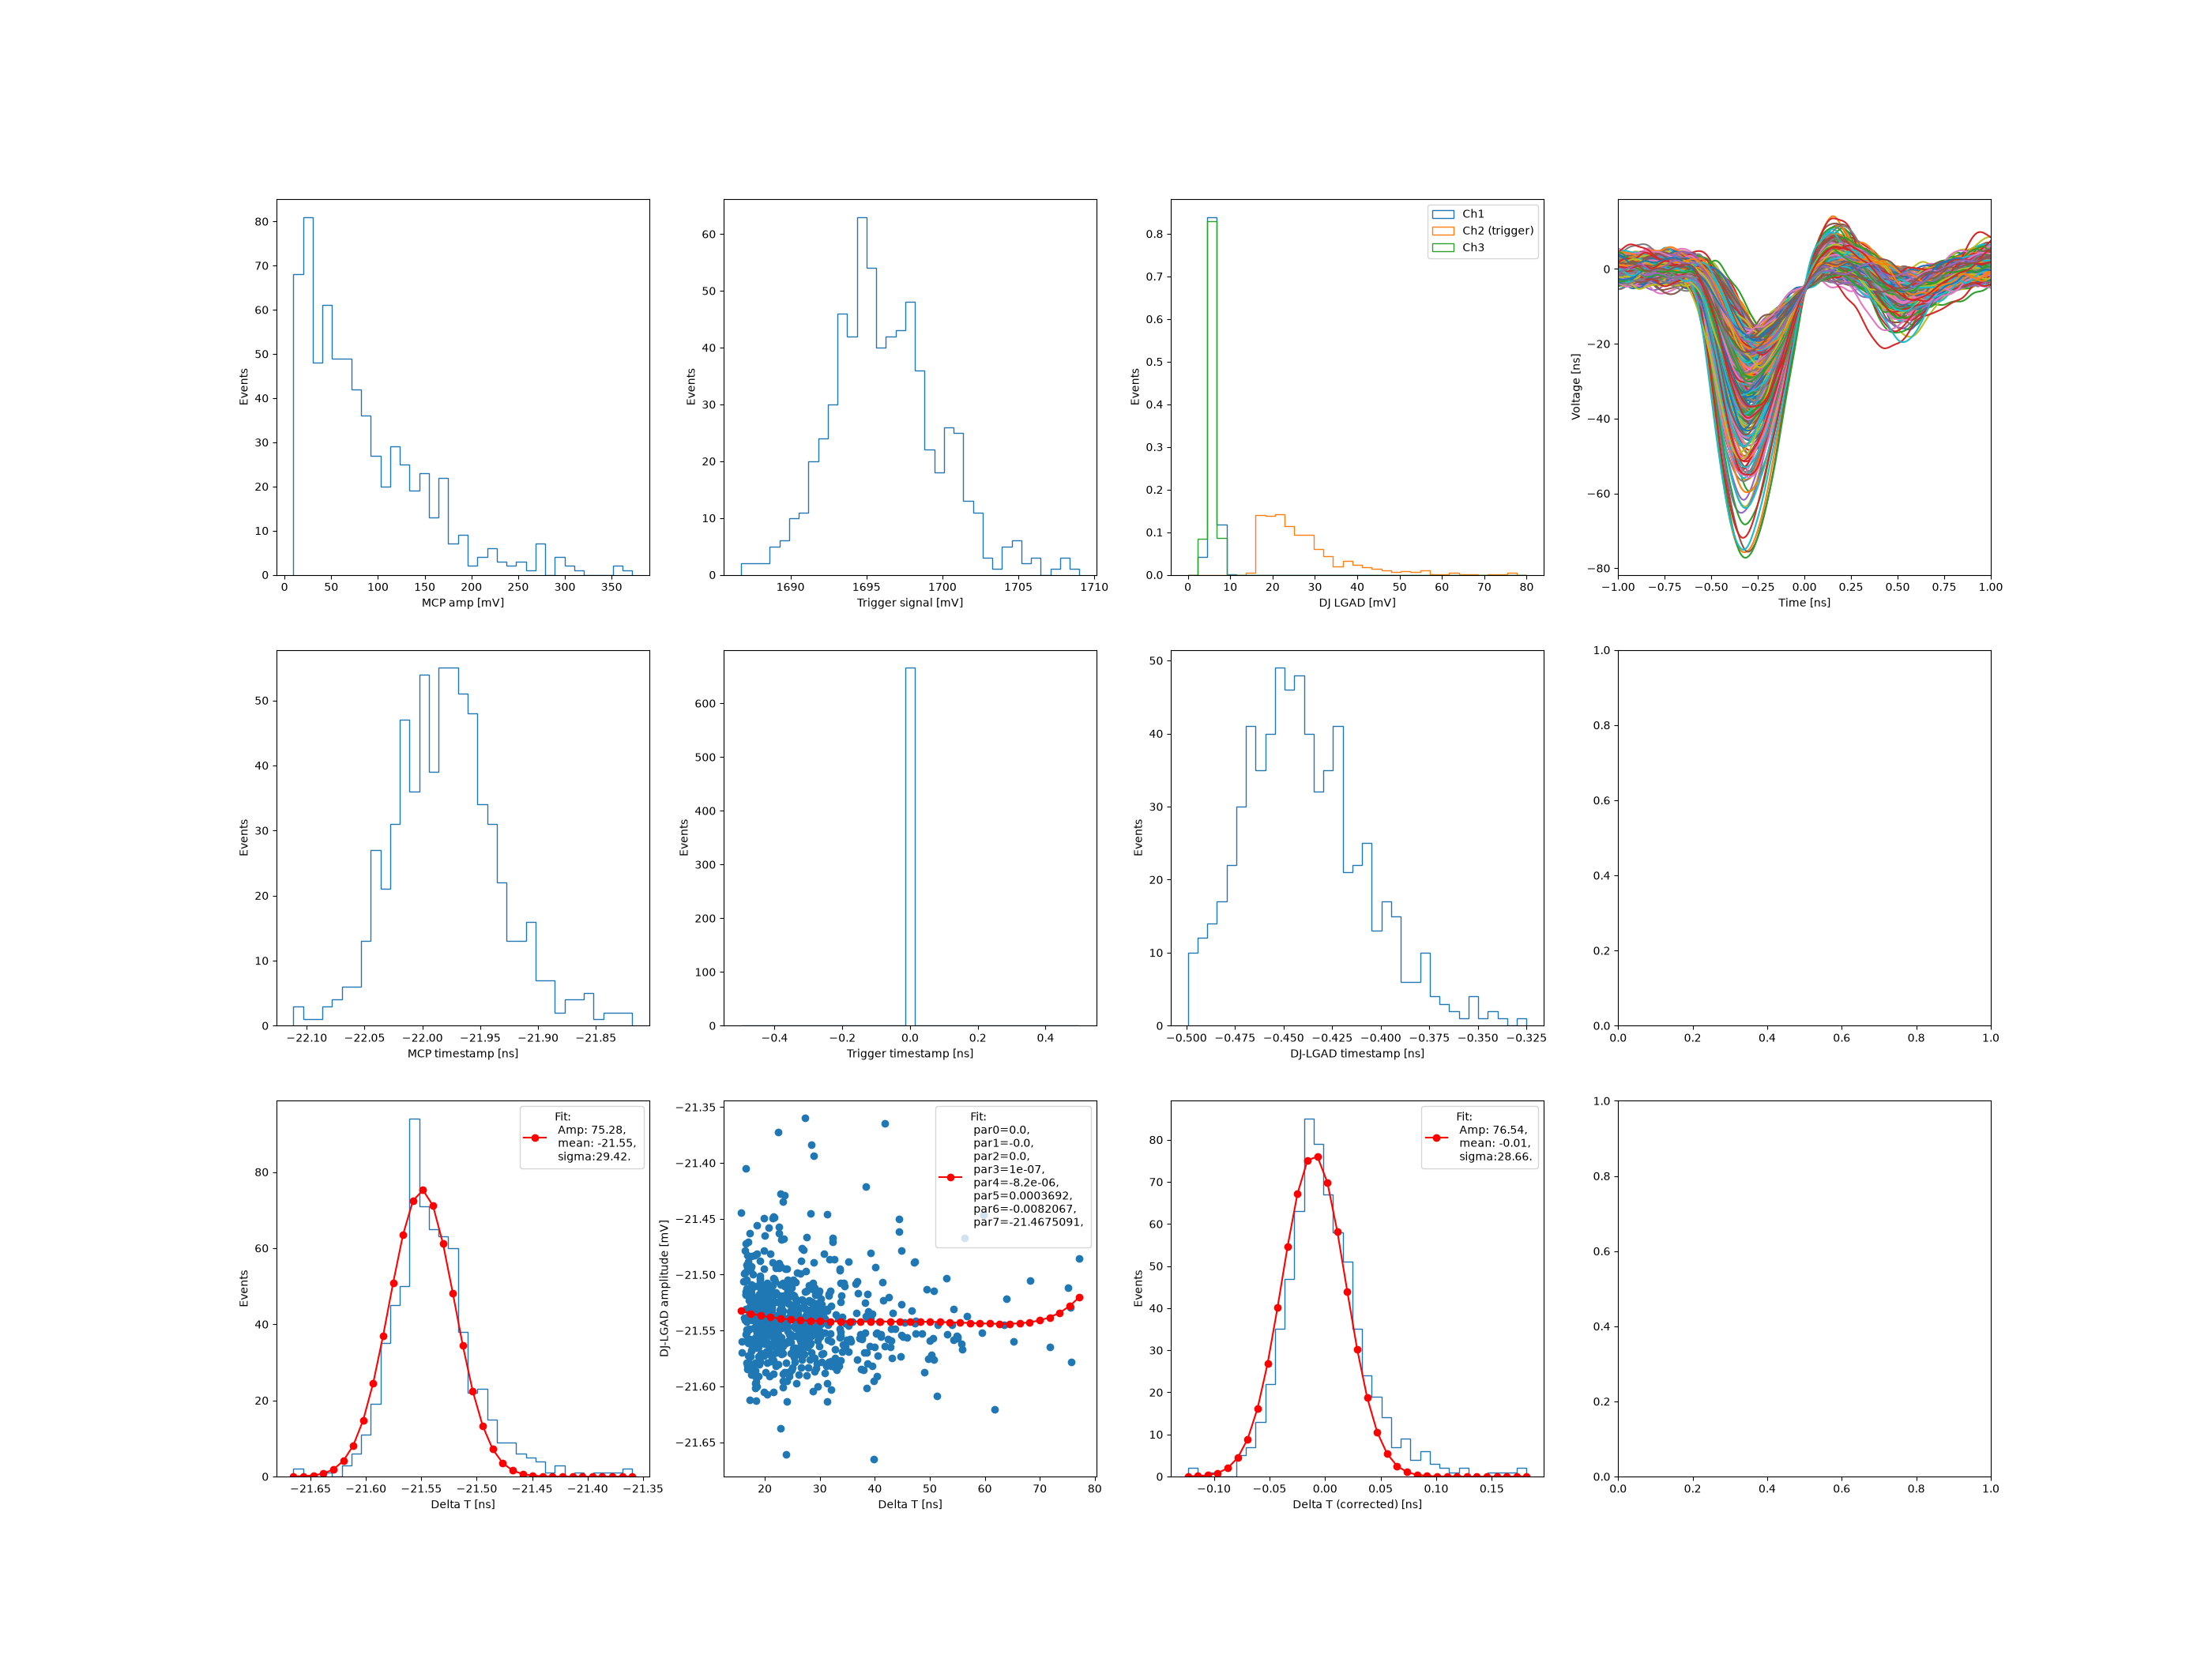 80
70
60
50
40
30
20
10
0
Events
0 50 100 150 200 250 300 350
MCP amp [mV]
60
50
40
30
20
10
0
Events
1690 1695 1700 1705 1710
Trigger signal [mV]
Ch1
Ch2 (trigger)
Ch3
0.8
0.7
0.6
0.5
0.4
0.3
0.2
0.1
0.0
Events
0 10 20 30 40 50 60 70 80
DJ LGAD [mV]
0
−20
−40
−60
−80
Voltage [ns]
−1.00 −0.75 −0.50 −0.25 0.00 0.25 0.50 0.75 1.00
Time [ns]
50
40
30
20
10
0
Events
−22.10 −22.05 −22.00 −21.95 −21.90 −21.85
MCP timestamp [ns]
600
500
400
300
200
100
0
Events
−0.4 −0.2 0.0 0.2 0.4
Trigger timestamp [ns]
50
40
30
20
10
0
Events
−0.500 −0.475 −0.450 −0.425 −0.400 −0.375 −0.350 −0.325
DJ-LGAD timestamp [ns]
1.0
0.8
0.6
0.4
0.2
0.0
0.0 0.2 0.4 0.6 0.8 1.0
Fit:
Amp: 75.28,
mean: -21.55,
sigma:29.42.
80
60
40
20
0
Events
−21.65 −21.60 −21.55 −21.50 −21.45 −21.40 −21.35
Delta T [ns]
Fit:
par0=0.0,
par1=-0.0,
par2=0.0,
par3=1e-07,
par4=-8.2e-06,
par5=0.0003692,
par6=-0.0082067,
par7=-21.4675091,
−21.35
−21.40
−21.45
−21.50
−21.55
−21.60
−21.65
DJ-LGAD amplitude [mV]
20 30 40 50 60 70 80
Delta T [ns]
Fit:
Amp: 76.54,
mean: -0.01,
sigma:28.66.
80
70
60
50
40
30
20
10
0
Events
−0.10 −0.05 0.00 0.05 0.10 0.15
Delta T (corrected) [ns]
1.0
0.8
0.6
0.4
0.2
0.0
0.0 0.2 0.4 0.6 0.8 1.0